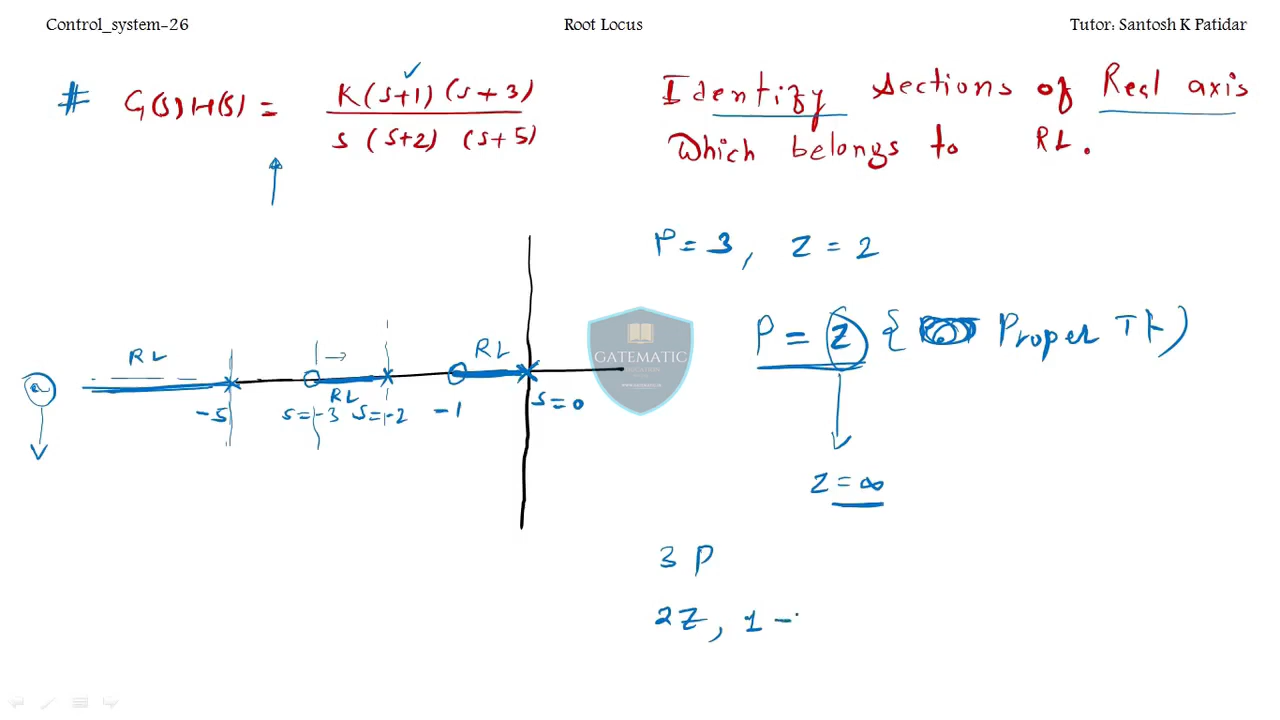 Control_system-26
Root Locus
Tutor: Santosh K Patidar
# G(s)H(s) = K(s+1)(s+3)
s (s+2) (s+5)
Identify sections of Real axis
Which belongs to RL.
P = 3, Z = 2
P = Z { Proper TF)
Z = ∞
RL
RL
RL
-5
s=-3
s=-2
-1
s=0
GATEMATIC
EDUCATION
3 P
2Z, 1 -